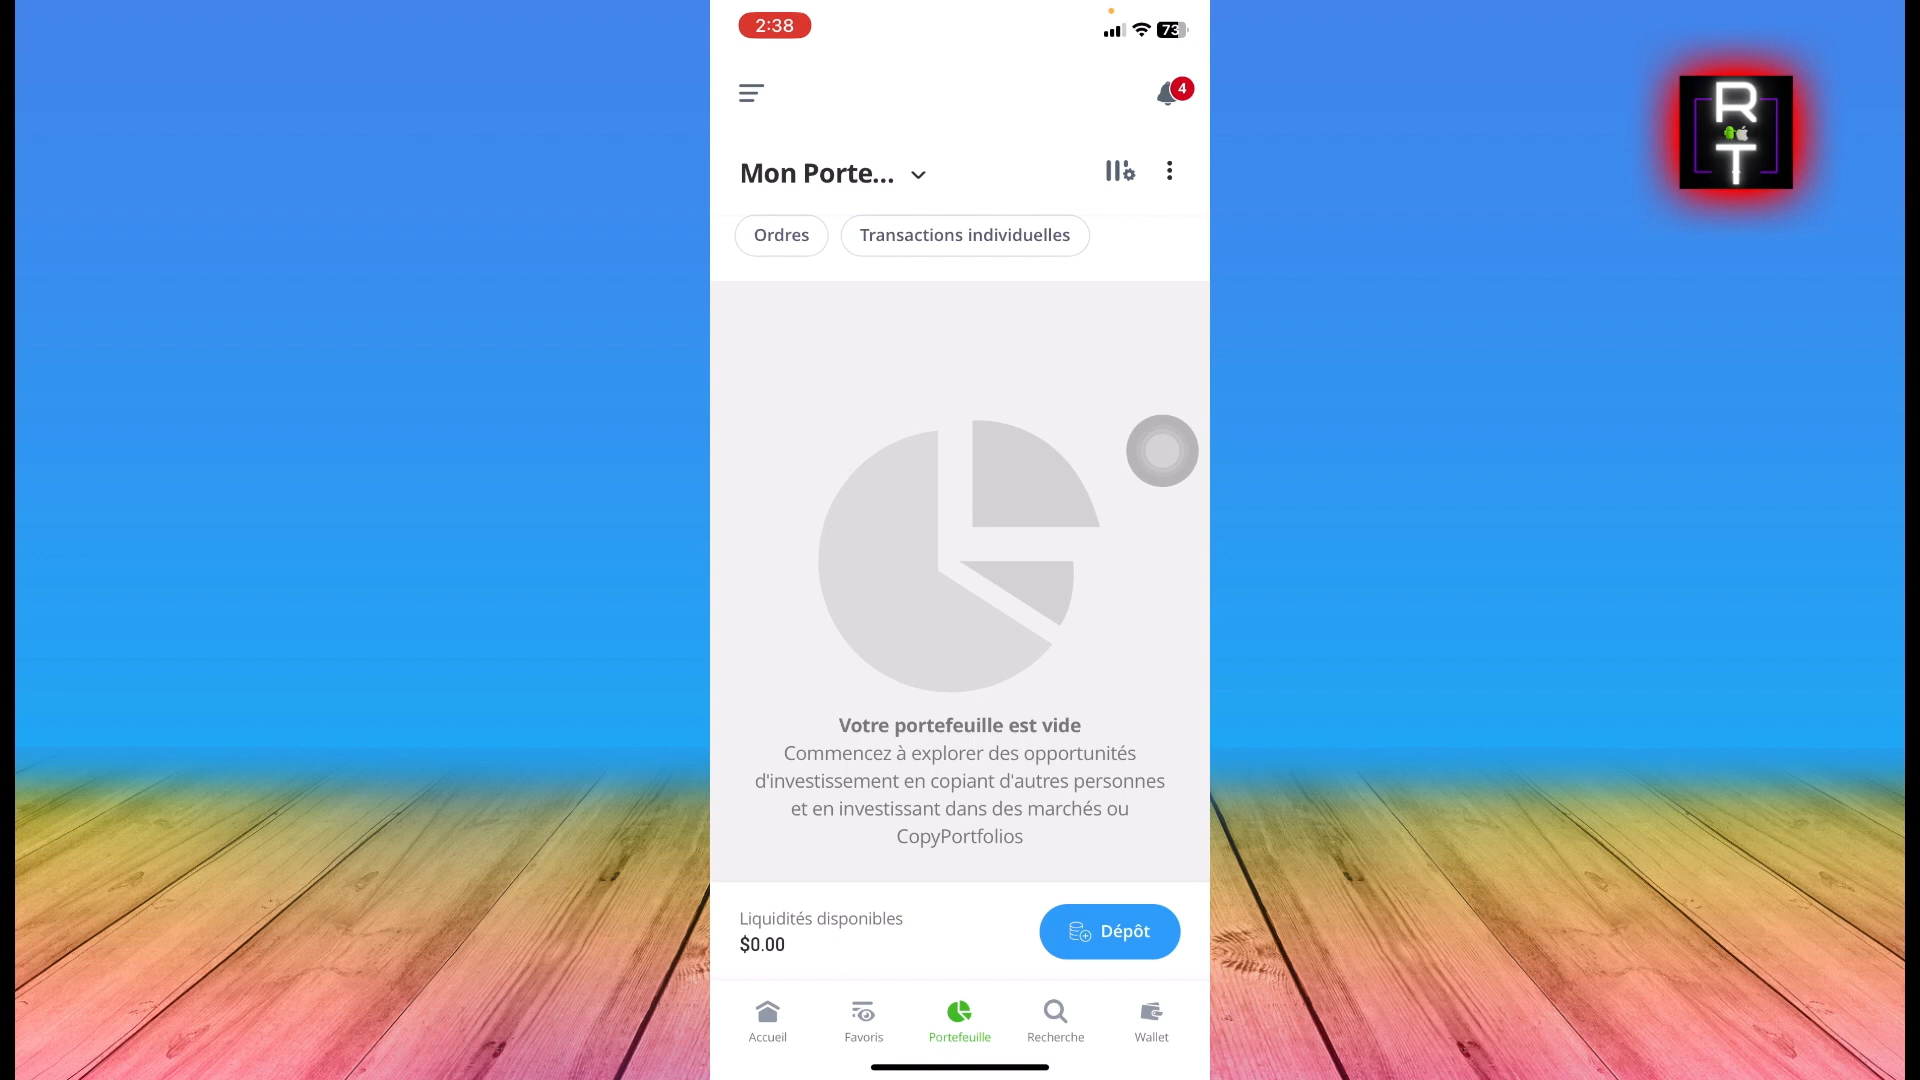 2:38
73
4
R
T
Mon Porte...
Ordres
Transactions individuelles
Votre portefeuille est vide
Commencez à explorer des opportunités
d'investissement en copiant d'autres personnes
et en investissant dans des marchés ou
CopyPortfolios
Liquidités disponibles
$0.00
Dépôt
Accueil
Favoris
Portefeuille
Recherche
Wallet